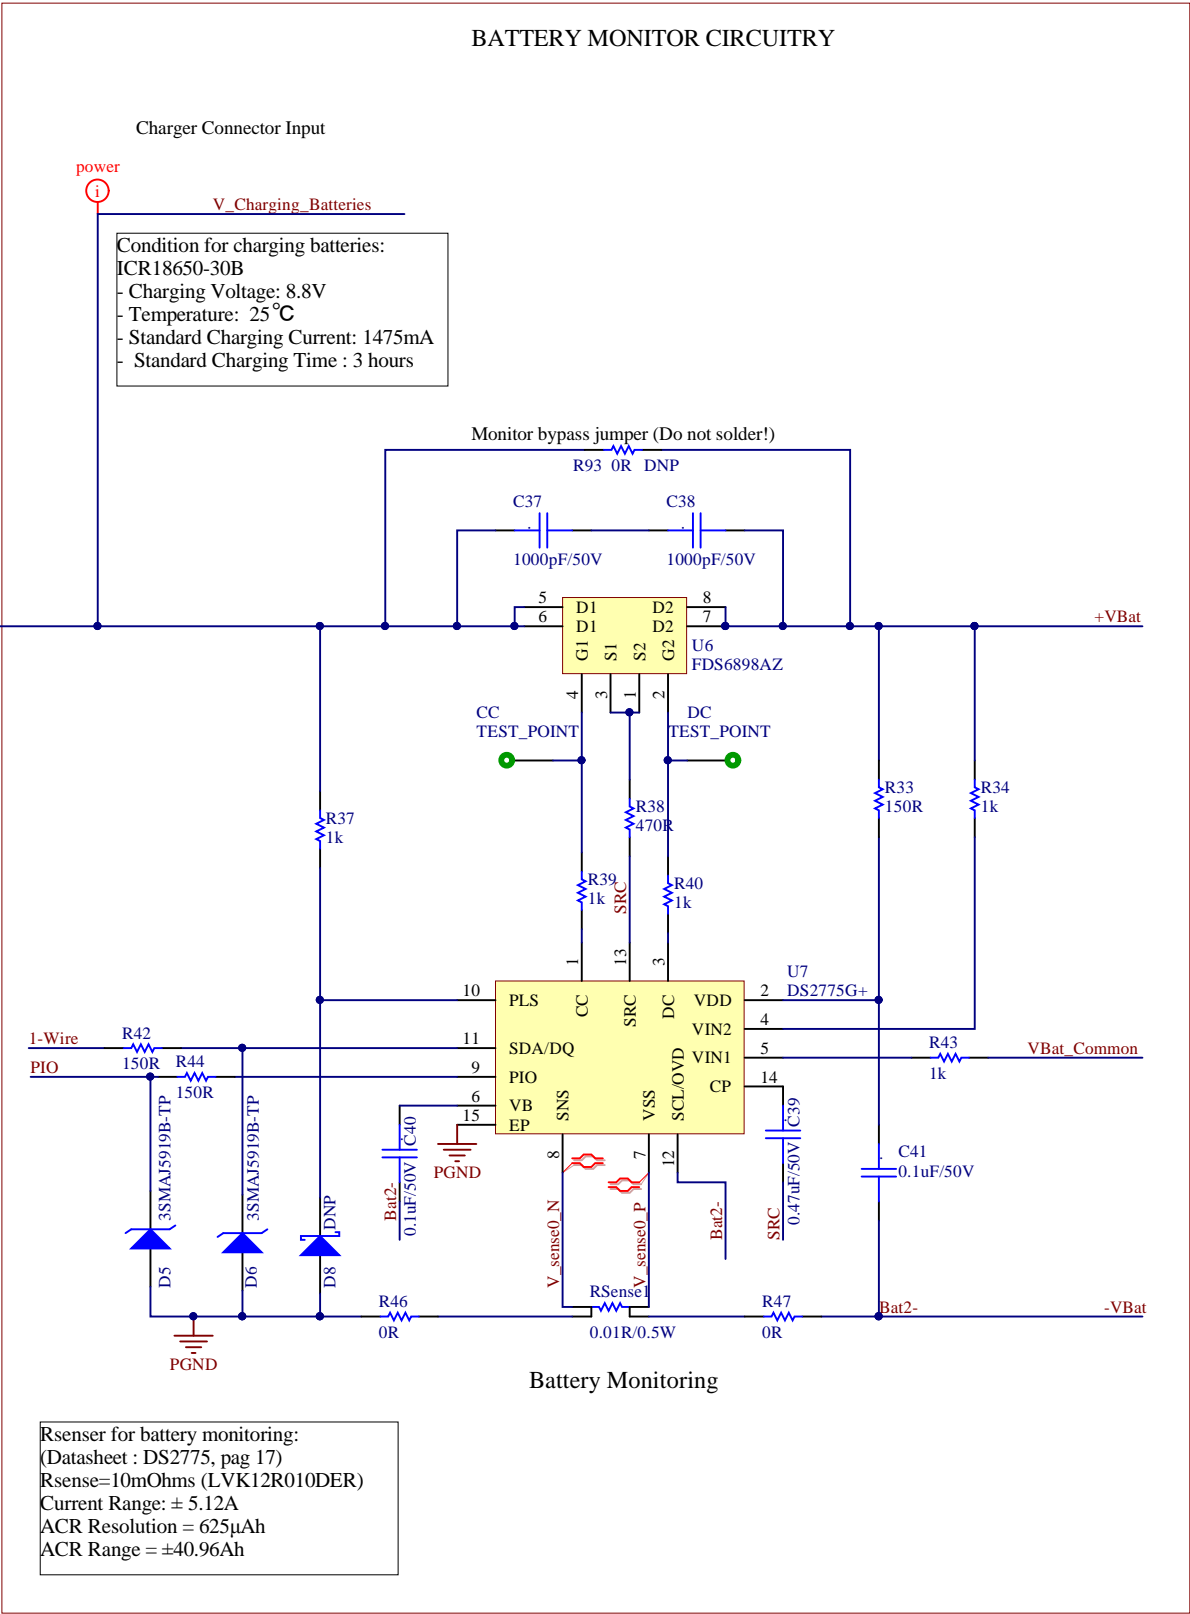 BATTERY MONITOR CIRCUITRY
Charger Connector Input
power
i
V_Charging_Batteries
Condition for charging batteries:
ICR18650-30B
- Charging Voltage: 8.8V
- Temperature:  25°C
- Standard Charging Current: 1475mA
-  Standard Charging Time : 3 hours
Monitor bypass jumper (Do not solder!)
R93 0R DNP
C37
1000pF/50V
C38
1000pF/50V
5
6
D1
D1
D2
D2
8
7
G1
S1
S2
G2
U6
FDS6898AZ
+VBat
4
3
1
2
CC
TEST_POINT
DC
TEST_POINT
R37
1k
R38
470R
R33
150R
R34
1k
R39
1k
SRC
R40
1k
1
13
3
U7
DS2775G+
10
PLS
CC
SRC
DC
VDD
2
VIN2
4
1-Wire
R42
150R
11
SDA/DQ
VIN1
5
R43
1k
VBat_Common
PIO
R44
150R
9
PIO
CP
14
6
VB
15
EP
SNS
VSS
SCL/OVD
PGND
C40
0.1uF/50V
Bat2-
8
7
12
V_sense0_N
V_sense0_P
Bat2-
C39
0.47uF/50V
SRC
C41
0.1uF/50V
3SMAJ5919B-TP
D5
3SMAJ5919B-TP
D6
DNP
D8
R46
0R
RSense1
0.01R/0.5W
R47
0R
Bat2-
-VBat
PGND
Battery Monitoring
Rsenser for battery monitoring:
(Datasheet : DS2775, pag 17)
Rsense=10mOhms (LVK12R010DER)
Current Range: ± 5.12A
ACR Resolution = 625µAh
ACR Range = ±40.96Ah